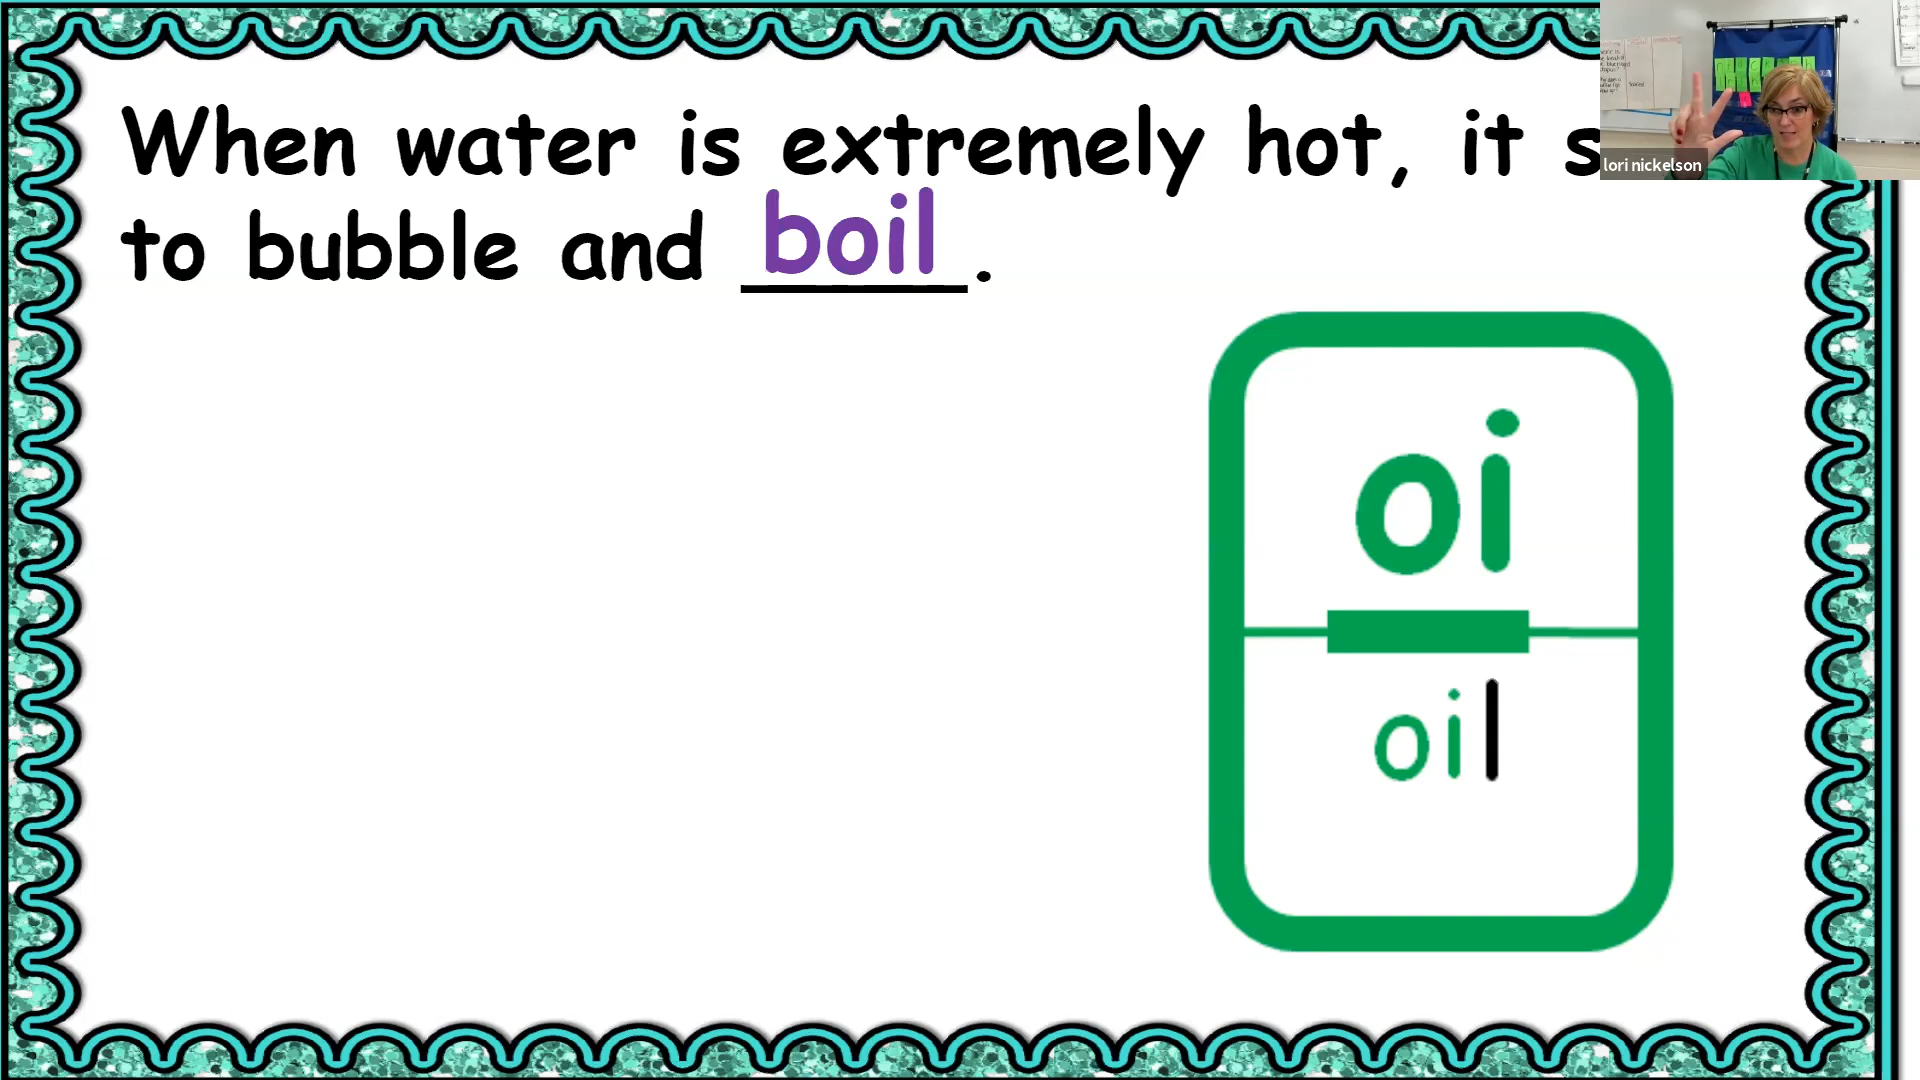 When water is extremely hot, it s
to bubble and boil.
oi
oil
lori nickelson